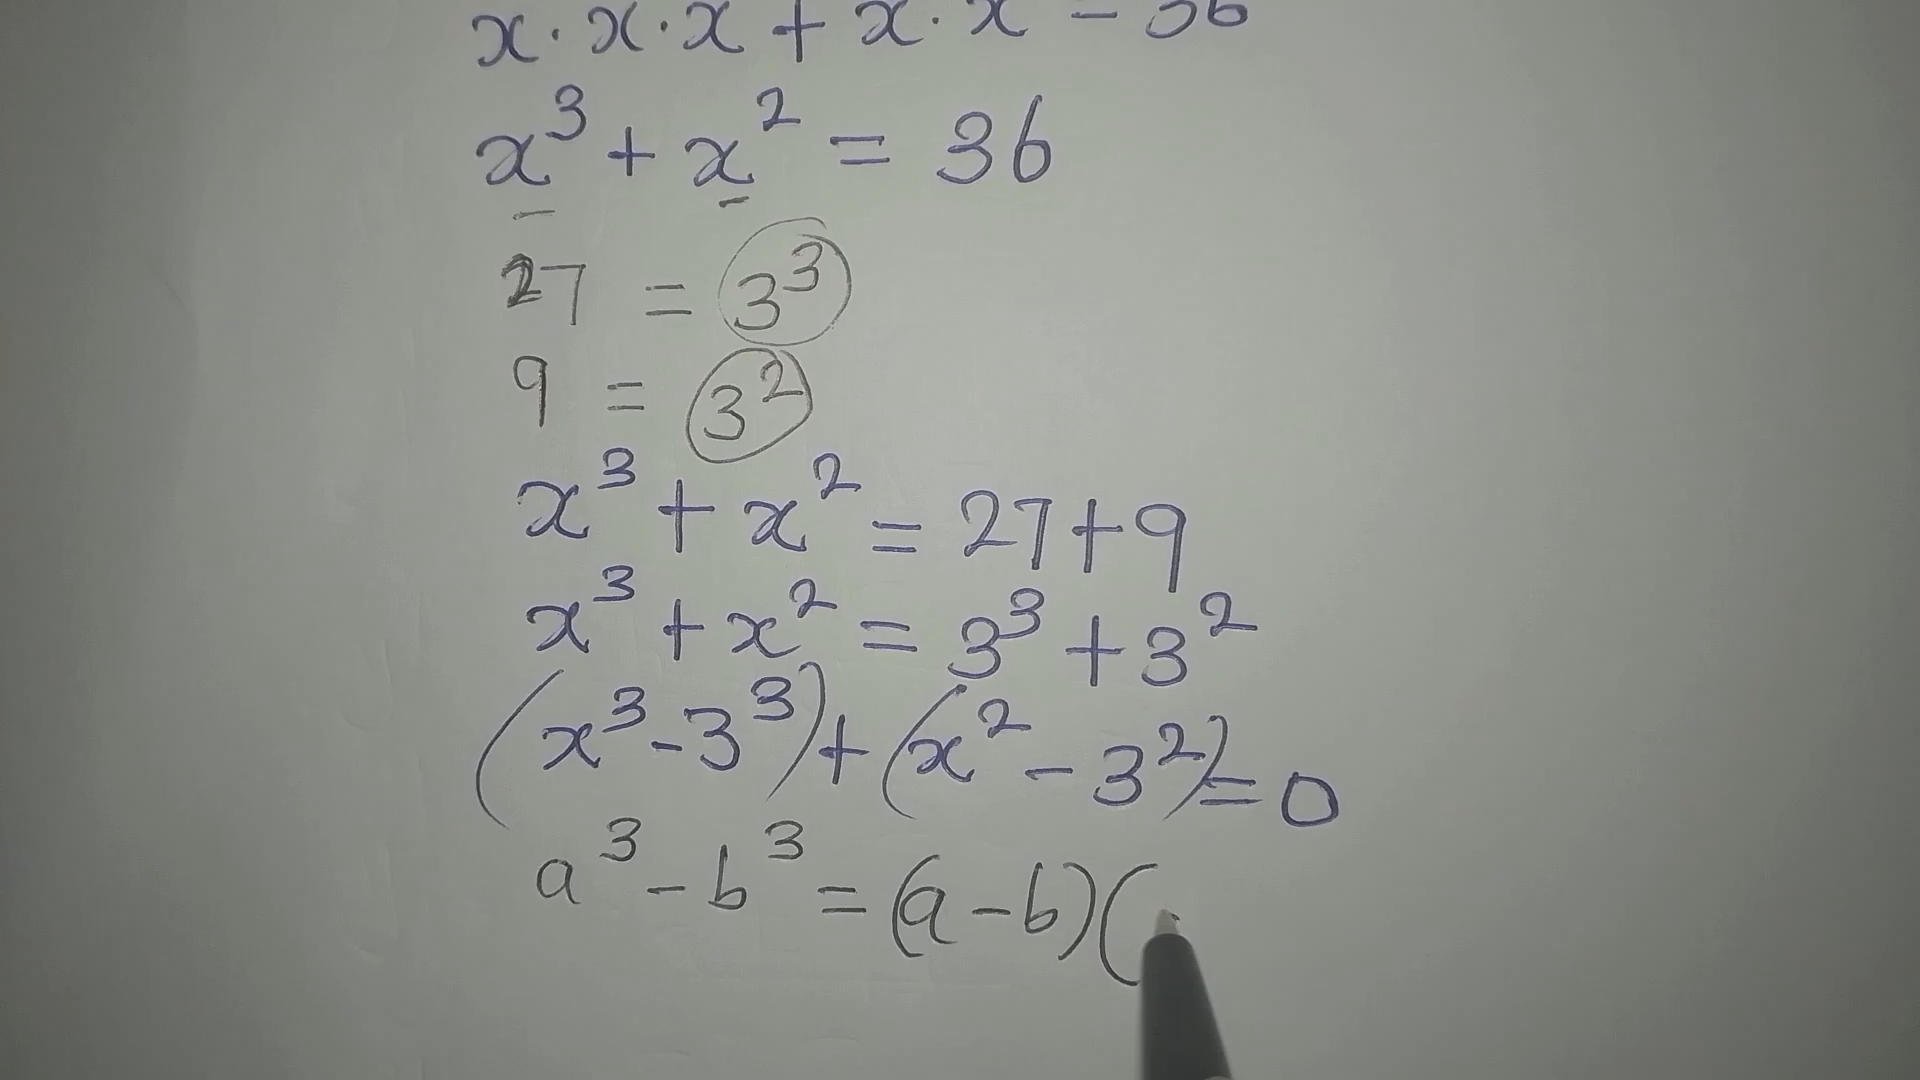 x·x·x + x·x = 36
x³ + x² = 36
27 = 3³
9 = 3²
x³ + x² = 27+9
x³ + x² = 3³ + 3²
(x³-3³)+(x²-3²)=0
a³-b³=(a-b)(